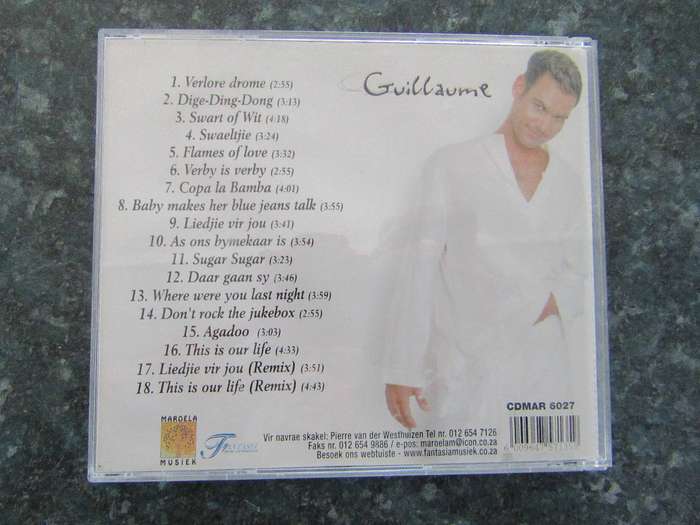 Guillaume
1. Verlore drome (2:55)
2. Dige-Ding-Dong (3:13)
3. Swart of Wit (4:18)
4. Swaeltjie (3:24)
5. Flames of love (3:32)
6. Verby is verby (2:55)
7. Copa la Bamba (4:01)
8. Baby makes her blue jeans talk (3:55)
9. Liedjie vir jou (3:41)
10. As ons bymekaar is (3:54)
11. Sugar Sugar (3:23)
12. Daar gaan sy (3:46)
13. Where were you last night (3:59)
14. Don't rock the jukebox (2:55)
15. Agadoo (3:03)
16. This is our life (4:33)
17. Liedjie vir jou (Remix) (3:51)
18. This is our life (Remix) (4:43)
CDMAR 6027
MAROELA
MUSIEK
Vir navrae skakel: Pierre van der Westhuizen Tel nr. 012 654 7126
Faks nr. 012 654 9886 / e-pos: maroelam@icon.co.za
Besoek ons webtuiste - www.fantasiamusiek.co.za